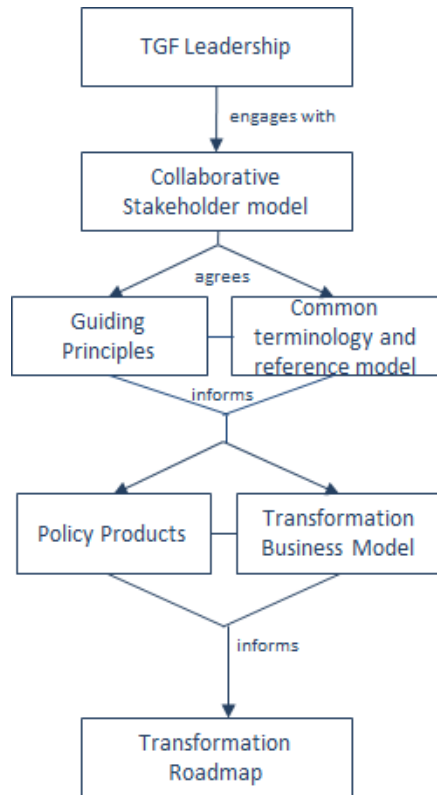 TGF Leadership
engages with
Collaborative
Stakeholder model
agrees
Guiding
Principles
Common
terminology and
reference model
informs
Policy Products
Transformation
Business Model
informs
Transformation
Roadmap